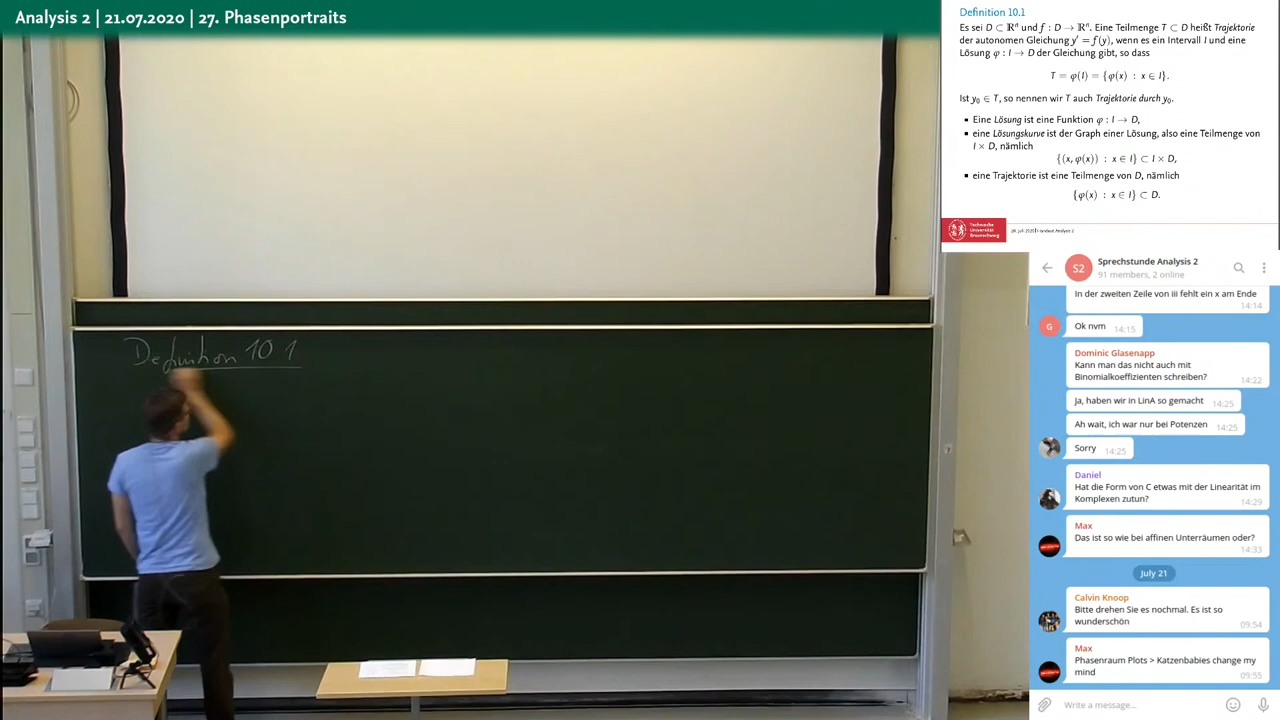 Analysis 2 | 21.07.2020 | 27. Phasenportraits
Definition 10.1
Es sei D ⊂ ℝⁿ und f : D → ℝⁿ. Eine Teilmenge T ⊂ D heißt Trajektorie
der autonomen Gleichung y′ = f(y), wenn es ein Intervall I und eine
Lösung φ : I → D der Gleichung gibt, so dass
T = φ(I) = {φ(x) : x ∈ I}.
Ist y₀ ∈ T, so nennen wir T auch Trajektorie durch y₀.
▪ Eine Lösung ist eine Funktion φ : I → D,
▪ eine Lösungskurve ist der Graph einer Lösung, also eine Teilmenge von
I × D, nämlich
{(x, φ(x)) : x ∈ I} ⊂ I × D,
▪ eine Trajektorie ist eine Teilmenge von D, nämlich
{φ(x) : x ∈ I} ⊂ D.
Technische
Universität
Braunschweig
Definition 10 1
S2
Sprechstunde Analysis 2
91 members, 2 online
In der zweiten Zeile von iii fehlt ein x am Ende
14:14
G
Ok nvm 14:15
Dominic Glasenapp
Kann man das nicht auch mit
Binomialkoeffizienten schreiben?
14:22
Ja, haben wir in LinA so gemacht 14:25
Ah wait, ich war nur bei Potenzen 14:25
Sorry 14:25
Daniel
Hat die Form von C etwas mit der Linearität im
Komplexen zutun?
14:29
Max
Das ist so wie bei affinen Unterräumen oder?
14:33
July 21
Calvin Knoop
Bitte drehen Sie es nochmal. Es ist so
wunderschön
09:54
Max
Phasenraum Plots > Katzenbabies change my
mind
09:55
Write a message...